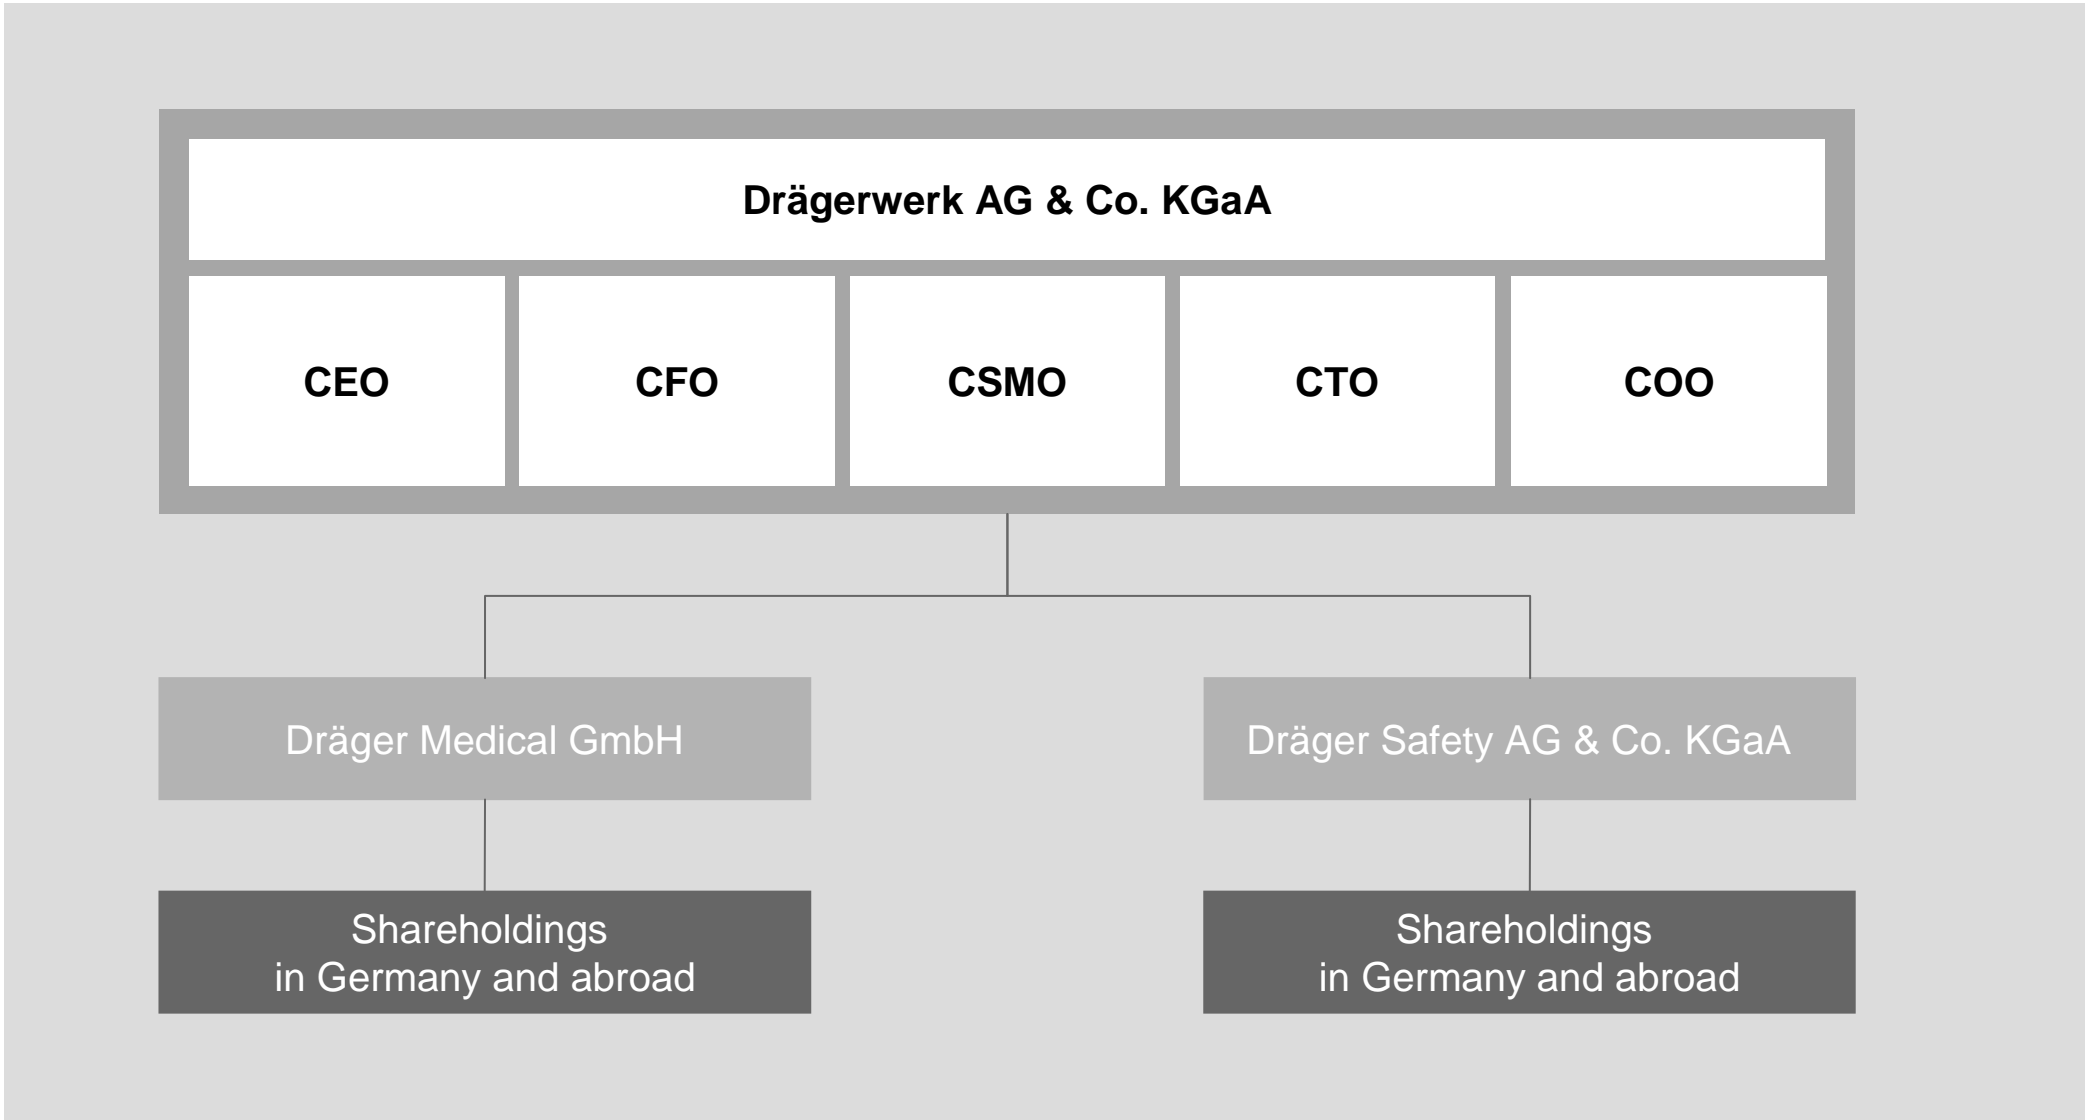 Drägerwerk AG & Co. KGaA
CEO
CFO
CSMO
CTO
COO
Dräger Medical GmbH
Dräger Safety AG & Co. KGaA
Shareholdings
in Germany and abroad
Shareholdings
in Germany and abroad